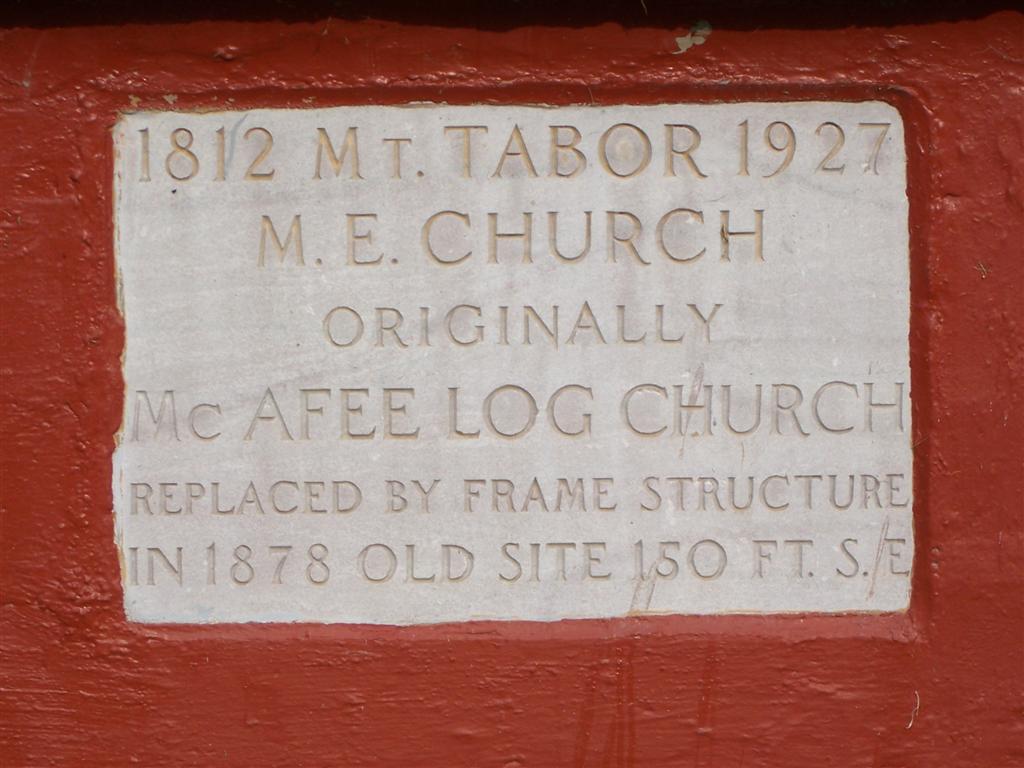 1812 MT. TABOR 1927
M. E. CHURCH
ORIGINALLY
Mc AFEE LOG CHURCH
REPLACED BY FRAME STRUCTURE
IN 1878 OLD SITE 150 FT. S. E